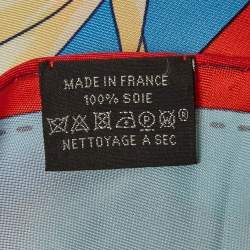 MADE IN FRANCE
100% SOIE
NETTOYAGE A SEC